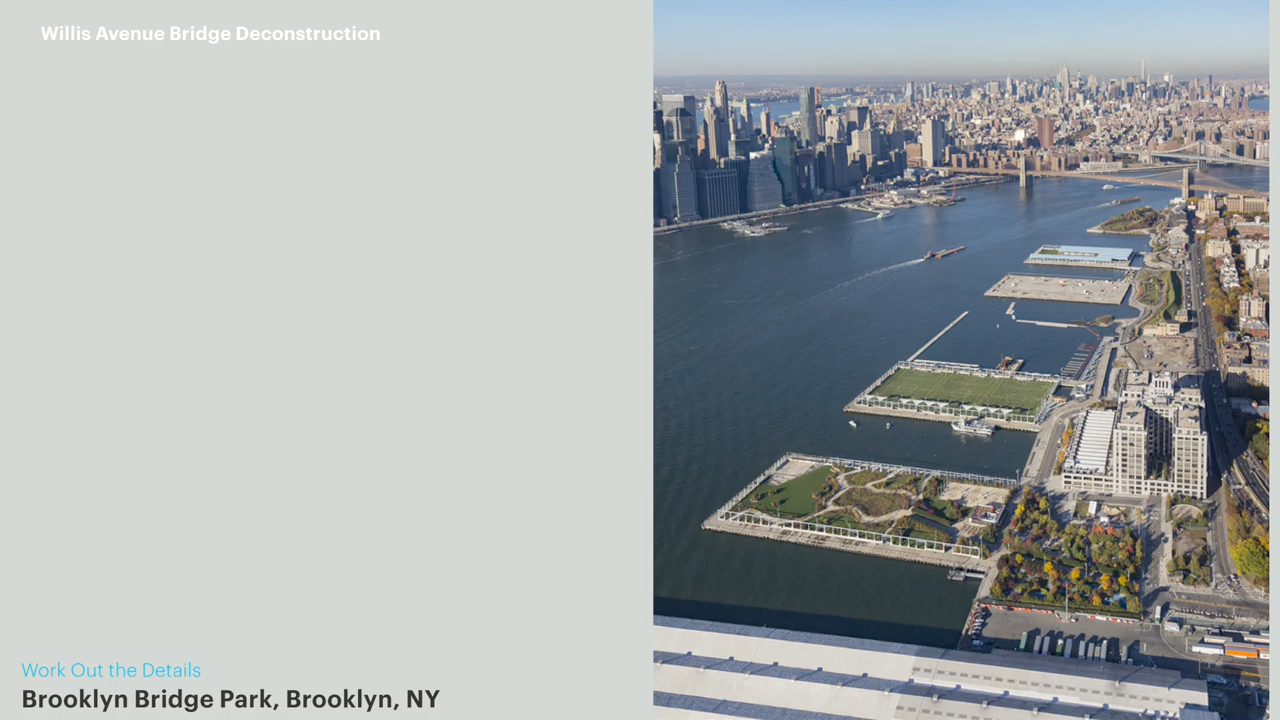 Willis Avenue Bridge Deconstruction
Work Out the Details
Brooklyn Bridge Park, Brooklyn, NY